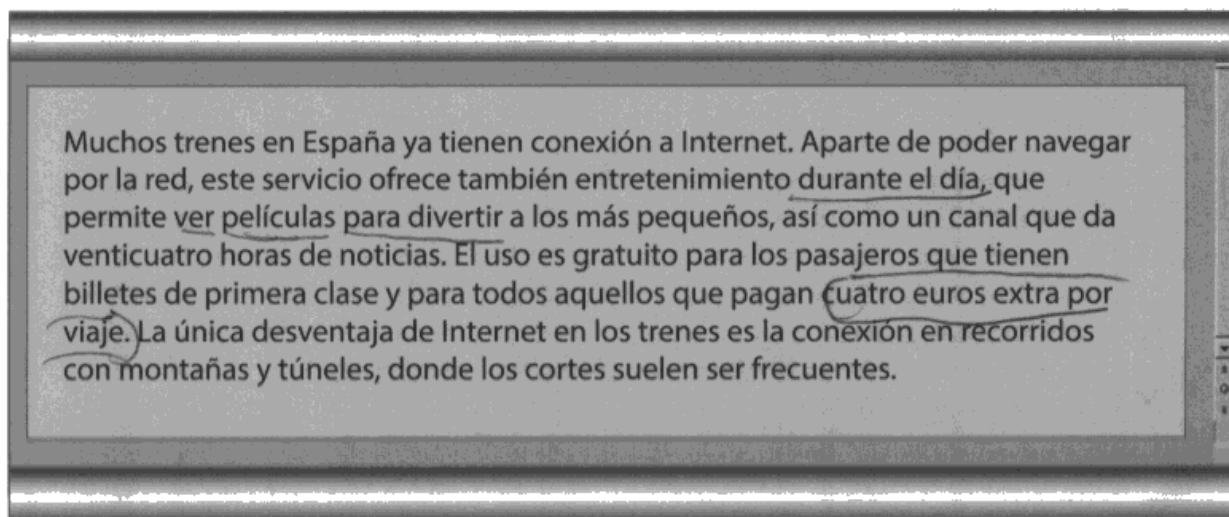 Muchos trenes en España ya tienen conexión a Internet. Aparte de poder navegar
por la red, este servicio ofrece también entretenimiento durante el día, que
permite ver películas para divertir a los más pequeños, así como un canal que da
venticuatro horas de noticias. El uso es gratuito para los pasajeros que tienen
billetes de primera clase y para todos aquellos que pagan cuatro euros extra por
viaje. La única desventaja de Internet en los trenes es la conexión en recorridos
con montañas y túneles, donde los cortes suelen ser frecuentes.